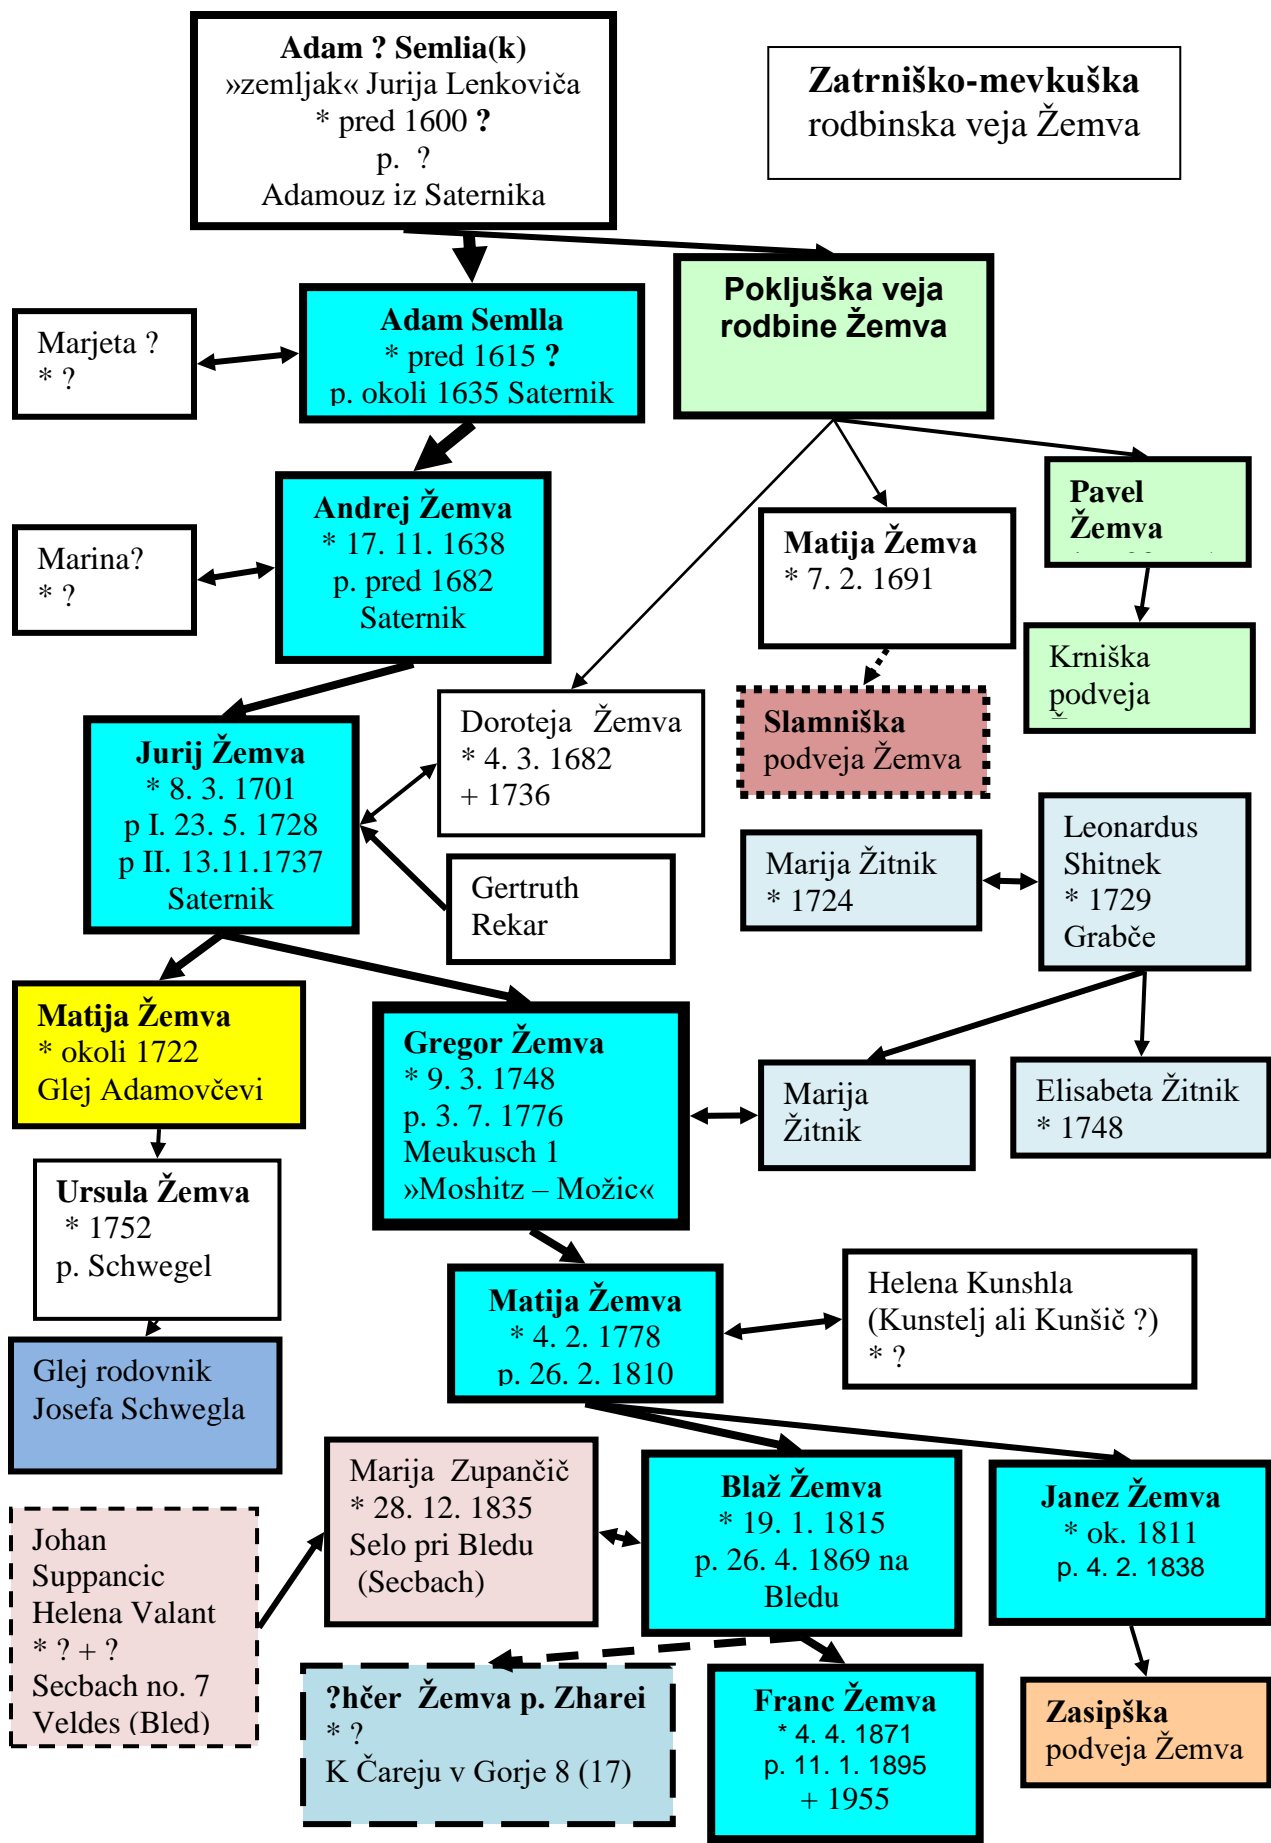 Adam ? Semlia(k)
»zemljak« Jurija Lenkoviča
* pred 1600 ?
p. ?
Adamouz iz Saternika
Zatrniško-mevkuška
rodbinska veja Žemva
Pokljuška veja
rodbine Žemva
Marjeta ?
* ?
Adam Semlla
* pred 1615 ?
p. okoli 1635 Saternik
Marina?
* ?
Andrej Žemva
* 17. 11. 1638
p. pred 1682
Saternik
Matija Žemva
* 7. 2. 1691
Pavel
Žemva
Krniška
podveja
Slamniška
podveja Žemva
Jurij Žemva
* 8. 3. 1701
p I. 23. 5. 1728
p II. 13.11.1737
Saternik
Doroteja Žemva
* 4. 3. 1682
+ 1736
Gertruth
Rekar
Marija Žitnik
* 1724
Leonardus
Shitnek
* 1729
Grabče
Matija Žemva
* okoli 1722
Glej Adamovčevi
Gregor Žemva
* 9. 3. 1748
p. 3. 7. 1776
Meukusch 1
»Moshitz – Možic«
Marija
Žitnik
Elisabeta Žitnik
* 1748
Ursula Žemva
* 1752
p. Schwegel
Glej rodovnik
Josefa Schwegla
Matija Žemva
* 4. 2. 1778
p. 26. 2. 1810
Helena Kunshla
(Kunstelj ali Kunšič ?)
* ?
Johan
Suppancic
Helena Valant
* ? + ?
Secbach no. 7
Veldes (Bled)
Marija Zupančič
* 28. 12. 1835
Selo pri Bledu
(Secbach)
Blaž Žemva
* 19. 1. 1815
p. 26. 4. 1869 na
Bledu
Janez Žemva
* ok. 1811
p. 4. 2. 1838
?hčer Žemva p. Zharei
* ?
K Čareju v Gorje 8 (17)
Franc Žemva
* 4. 4. 1871
p. 11. 1. 1895
+ 1955
Zasipška
podveja Žemva